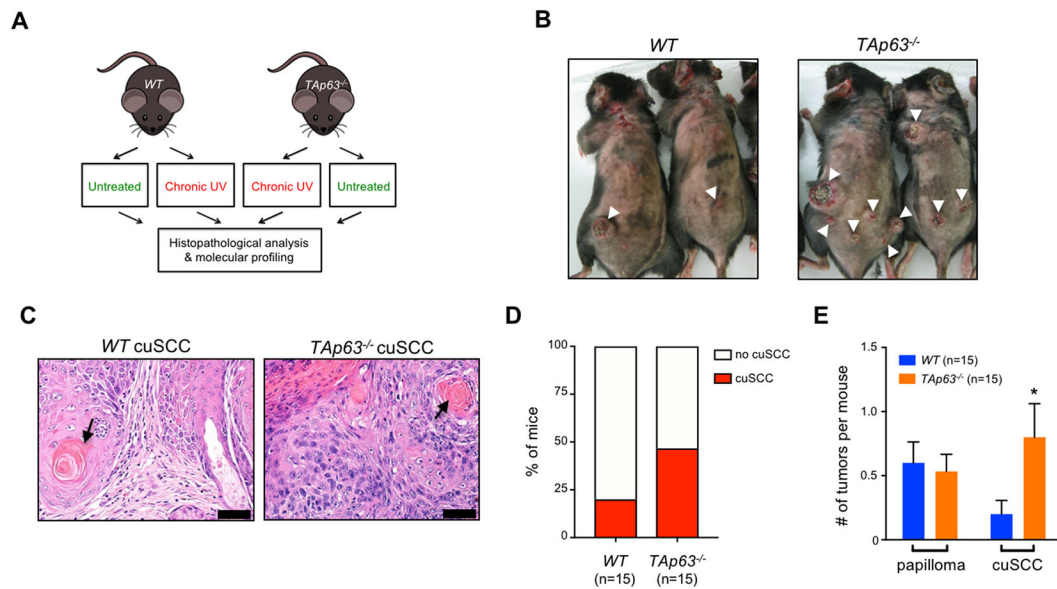 A
WT
TAp63-/-
Untreated
Chronic UV
Chronic UV
Untreated
Histopathological analysis
& molecular profiling
B
WT
TAp63-/-
C
WT cuSCC
TAp63-/- cuSCC
D
100
75
50
25
0
% of mice
no cuSCC
cuSCC
WT
(n=15)
TAp63-/-
(n=15)
E
WT (n=15)
TAp63-/- (n=15)
1.5
1.0
0.5
0.0
# of tumors per mouse
*
papilloma
cuSCC